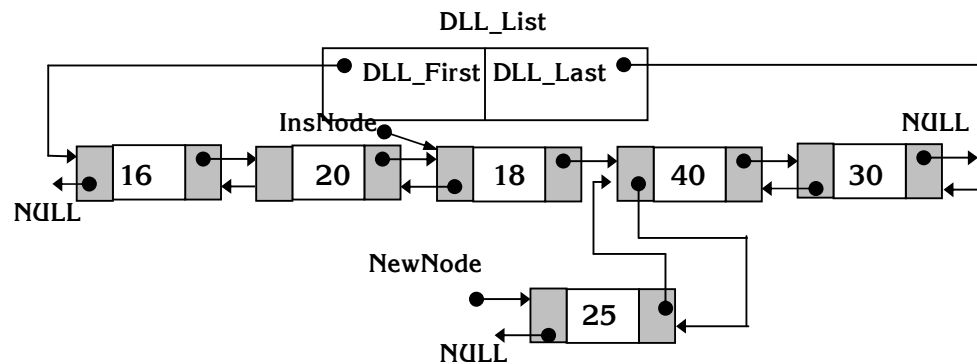 DLL_List
DLL_First DLL_Last
InsNode
NULL
16 20 18 40 30
NULL
NewNode
25
NULL